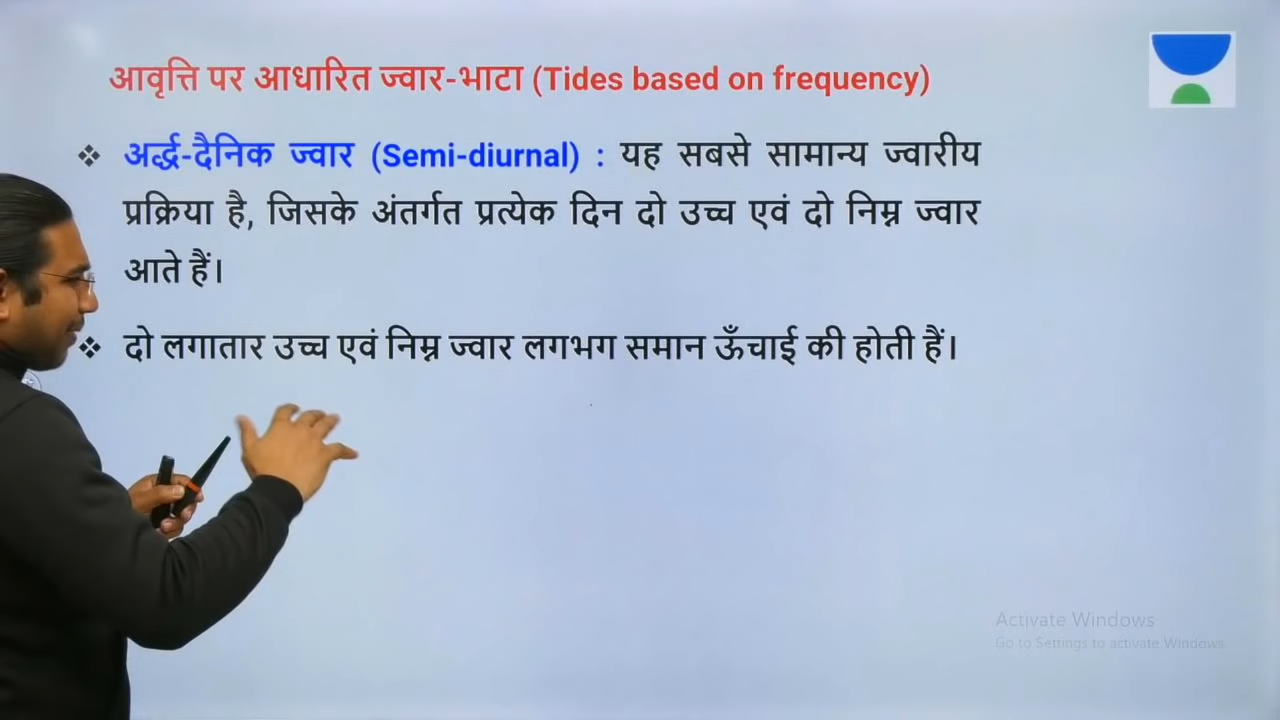 आवृत्ति पर आधारित ज्वार-भाटा (Tides based on frequency)
❖ अर्द्ध-दैनिक ज्वार (Semi-diurnal) : यह सबसे सामान्य ज्वारीय
प्रक्रिया है, जिसके अंतर्गत प्रत्येक दिन दो उच्च एवं दो निम्न ज्वार
आते हैं।
❖ दो लगातार उच्च एवं निम्न ज्वार लगभग समान ऊँचाई की होती हैं।
Activate Windows
Go to Settings to activate Windows.